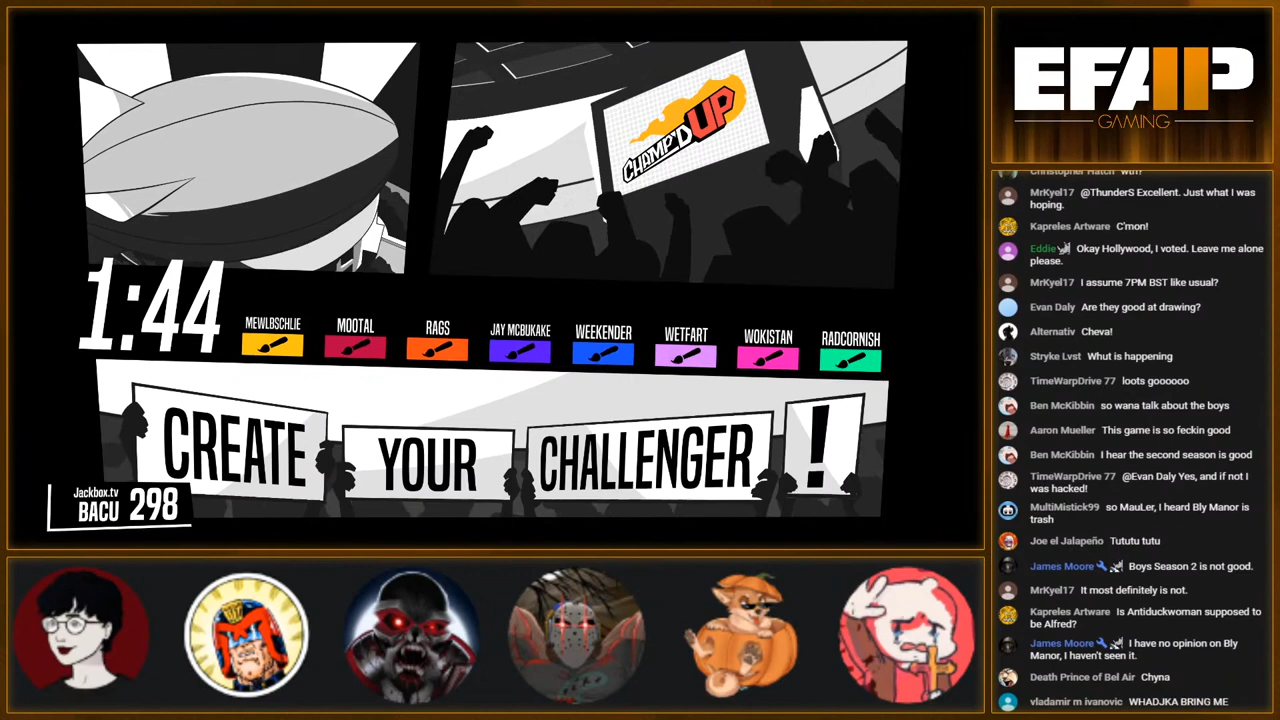 CHAMP'D UP
1:44
MEWLBSCHLIE
MOOTAL
RAGS
JAY MCBUKAKE
WEEKENDER
WETFART
WOKISTAN
RADCORNISH
CREATE YOUR CHALLENGER !
Jackbox.tv
BACU 298
EFAP
GAMING
Christopher Hatch wth?
MrKyel17 @ThunderS Excellent. Just what I was
hoping.
Kapreles Artware C'mon!
Eddie Okay Hollywood, I voted. Leave me alone
please.
MrKyel17 I assume 7PM BST like usual?
Evan Daly Are they good at drawing?
Alternativ Cheva!
Stryke Lvst Whut is happening
TimeWarpDrive 77 loots goooooo
Ben McKibbin so wana talk about the boys
Aaron Mueller This game is so feckin good
Ben McKibbin I hear the second season is good
TimeWarpDrive 77 @Evan Daly Yes, and if not I
was hacked!
MultiMistick99 so MauLer, I heard Bly Manor is
trash
Joe el Jalapeño Tututu tutu
James Moore Boys Season 2 is not good.
MrKyel17 It most definitely is not.
Kapreles Artware Is Antiduckwoman supposed to
be Alfred?
James Moore I have no opinion on Bly
Manor, I haven't seen it.
Death Prince of Bel Air Chyna
vladamir m ivanovic WHADJKA BRING ME